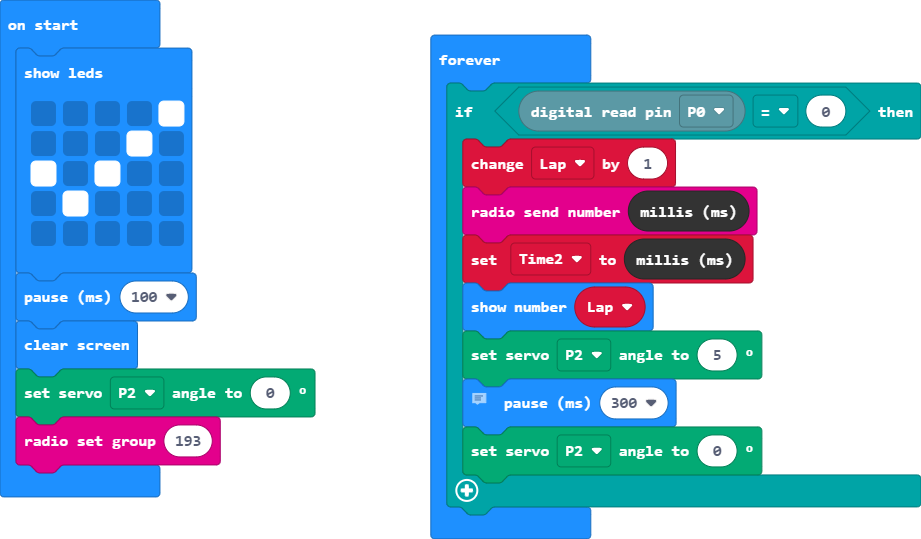 on start
show leds
pause (ms) 100
clear screen
set servo P2 angle to 0 °
radio set group 193
forever
if digital read pin P0 = 0 then
change Lap by 1
radio send number millis (ms)
set Time2 to millis (ms)
show number Lap
set servo P2 angle to 5 °
pause (ms) 300
set servo P2 angle to 0 °